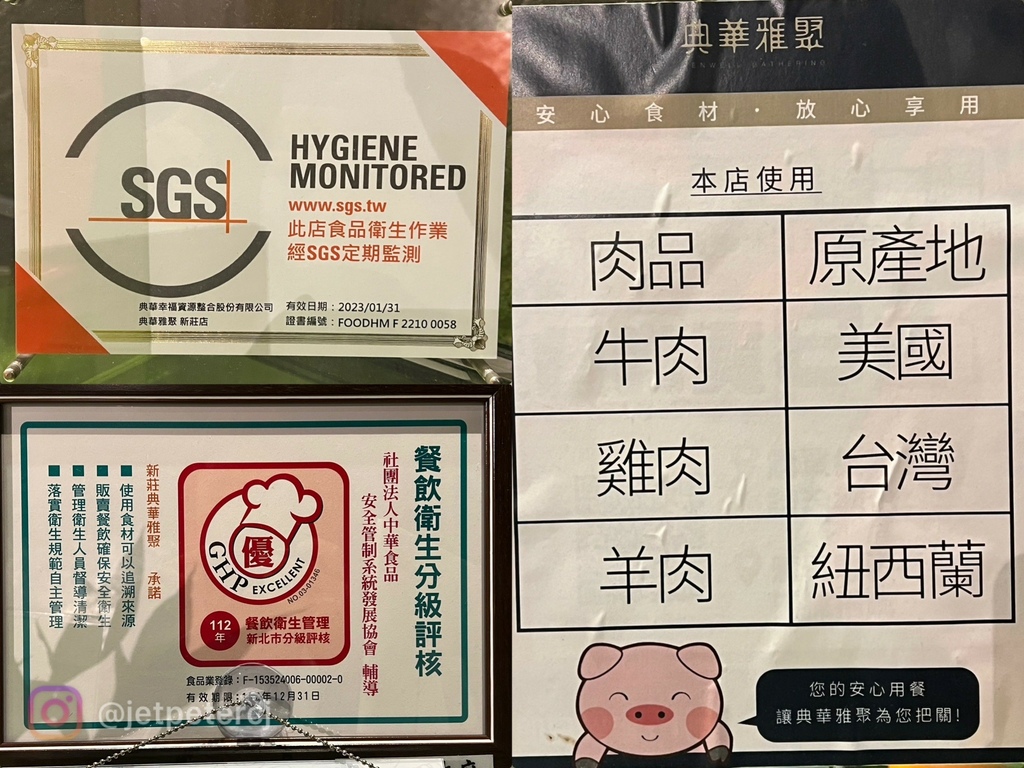 SGS
HYGIENE
MONITORED
www.sgs.tw
此店食品衛生作業
經SGS定期監測
典華幸福資源整合股份有限公司
典華雅聚 新莊店
有效日期：2023/01/31
證書編號：FOODHM F 2210 0058
餐飲衛生分級評核
社團法人中華食品
安全管制系統發展協會 輔導
優
GHP EXCELLENT
NO.03-01346
112
年
餐飲衛生管理
新北市分級評核
新莊典華雅聚 承諾
■ 使用食材可以追溯來源
■ 販賣餐飲確保安全衛生
■ 管理衛生人員督導清潔
■ 落實衛生規範自主管理
食品業登錄：F-153524006-00002-0
有效期限：年12月31日
@jetpeterci
典華雅聚
GATHERING
安心食材・放心享用
本店使用
肉品 原產地
牛肉 美國
雞肉 台灣
羊肉 紐西蘭
您的安心用餐
讓典華雅聚為您把關!